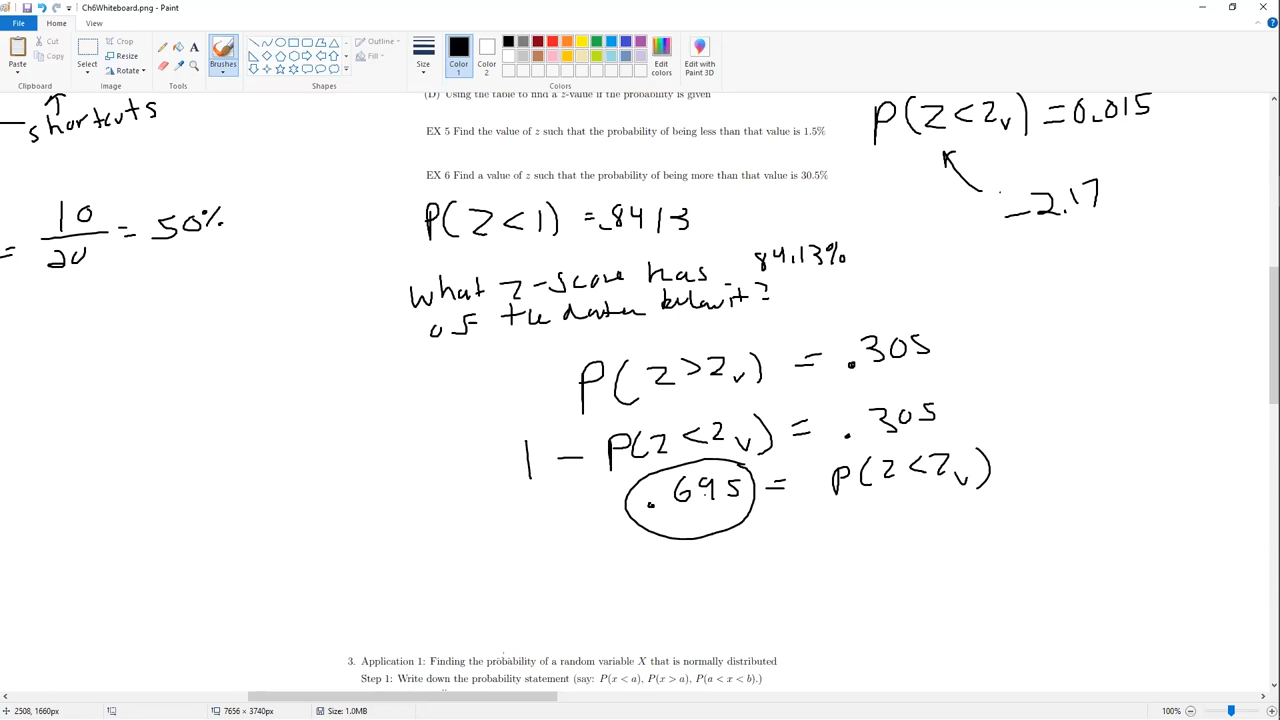 Ch6Whiteboard.png - Paint
File Home View
Paste Cut Copy Clipboard
Select Crop Resize Rotate Image
Tools
Brushes
Outline Fill Shapes
Size
Color 1
Color 2
Colors
Edit colors
Edit with Paint 3D
(D) Using the table to find a z-value if the probability is given
EX 5 Find the value of z such that the probability of being less than that value is 1.5%
EX 6 Find a value of z such that the probability of being more than that value is 30.5%
shortcuts
= 10/20 = 50%
P(Z<Zv) = 0.015
-2.17
P(Z<1) = .8413
What z-score has 84.13%
of the data below it?
P(Z>Zv) = .305
1 - P(Z<Zv) = .305
.695 = P(Z<Zv)
3. Application 1: Finding the probability of a random variable X that is normally distributed
Step 1: Write down the probability statement (say: P(x < a), P(x > a), P(a < x < b).)
2508, 1660px
7656 × 3740px
Size: 1.0MB
100%